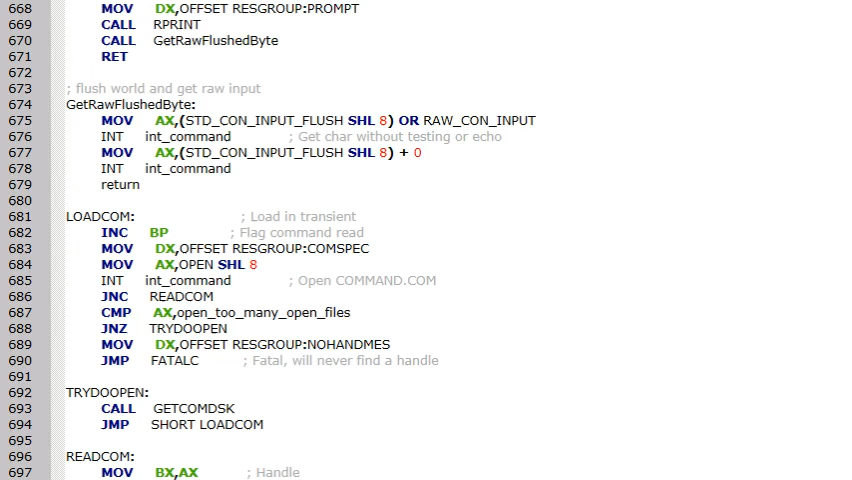 668 MOV DX,OFFSET RESGROUP:PROMPT
669 CALL RPRINT
670 CALL GetRawFlushedByte
671 RET
672
673 ; flush world and get raw input
674 GetRawFlushedByte:
675 MOV AX,(STD_CON_INPUT_FLUSH SHL 8) OR RAW_CON_INPUT
676 INT int_command ; Get char without testing or echo
677 MOV AX,(STD_CON_INPUT_FLUSH SHL 8) + 0
678 INT int_command
679 return
680
681 LOADCOM: ; Load in transient
682 INC BP ; Flag command read
683 MOV DX,OFFSET RESGROUP:COMSPEC
684 MOV AX,OPEN SHL 8
685 INT int_command ; Open COMMAND.COM
686 JNC READCOM
687 CMP AX,open_too_many_open_files
688 JNZ TRYDOOPEN
689 MOV DX,OFFSET RESGROUP:NOHANDMES
690 JMP FATALC ; Fatal, will never find a handle
691
692 TRYDOOPEN:
693 CALL GETCOMDSK
694 JMP SHORT LOADCOM
695
696 READCOM:
697 MOV BX,AX ; Handle